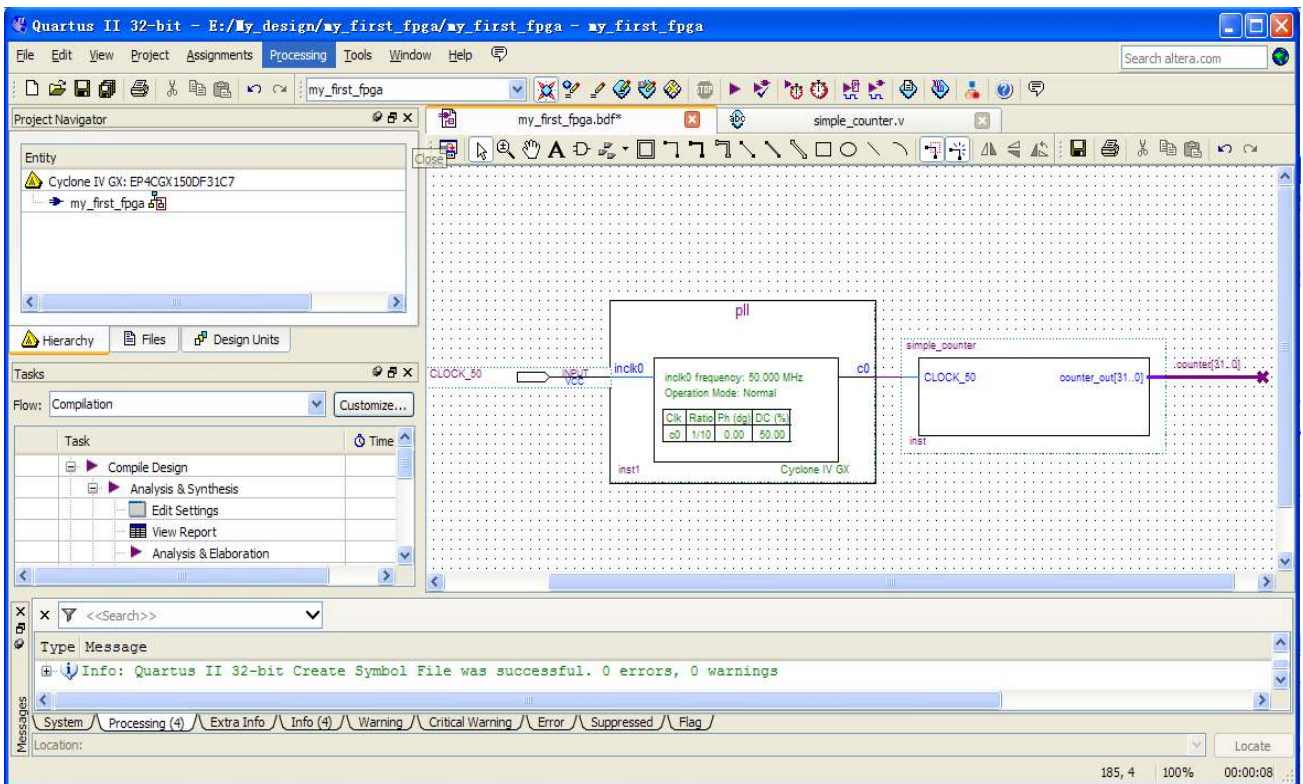 Quartus II 32-bit - E:/My_design/my_first_fpga/my_first_fpga - my_first_fpga
File Edit View Project Assignments Processing Tools Window Help
Search altera.com
my_first_fpga
Project Navigator
my_first_fpga.bdf*
simple_counter.v
Close
Entity
Cyclone IV GX: EP4CGX150DF31C7
my_first_fpga
Hierarchy Files Design Units
Tasks
Flow: Compilation Customize...
Task Time
Compile Design
Analysis & Synthesis
Edit Settings
View Report
Analysis & Elaboration
pll
CLOCK_50
INPUT
VCC
inclk0
c0
inclk0 frequency: 50.000 MHz
Operation Mode: Normal
Clk Ratio Ph (dg) DC (%)
c0 1/10 0.00 50.00
inst1
Cyclone IV GX
simple_counter
CLOCK_50 counter_out[31..0]
counter[31..0]
inst
<<Search>>
Type Message
Info: Quartus II 32-bit Create Symbol File was successful. 0 errors, 0 warnings
System Processing (4) Extra Info Info (4) Warning Critical Warning Error Suppressed Flag
Messages
Location: Locate
185, 4 100% 00:00:08